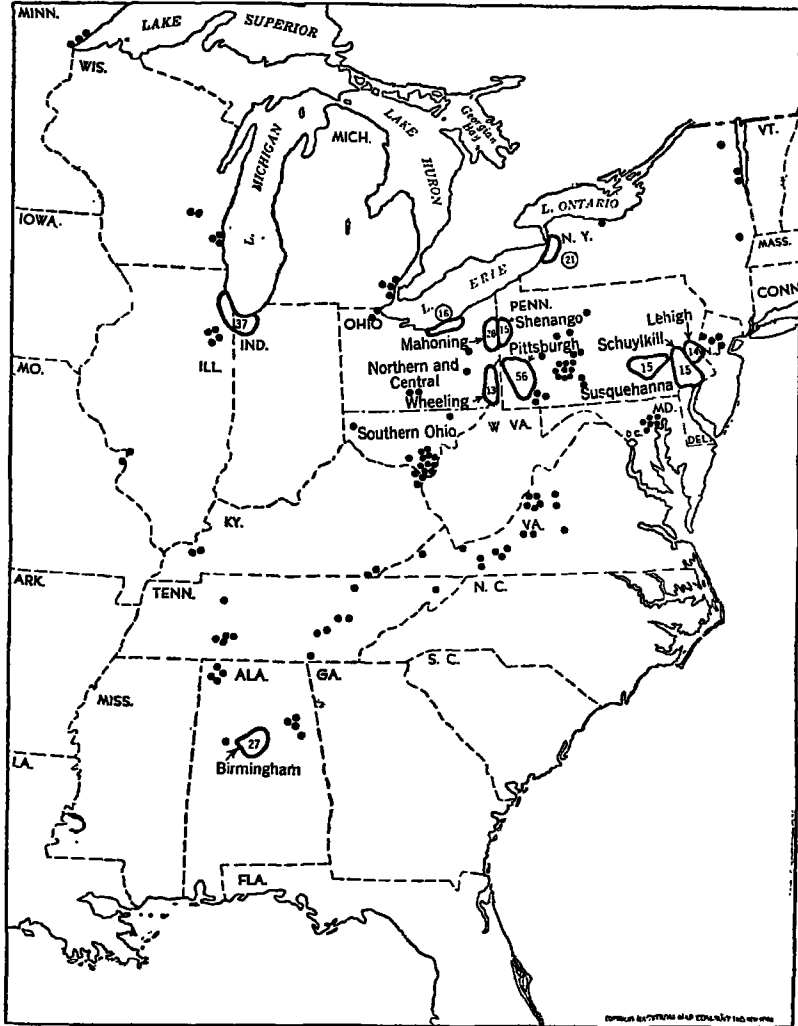 MINN.
LAKE SUPERIOR
WIS.
MICH.
LAKE HURON
Georgian Bay
L. MICHIGAN
VT.
IOWA.
L. ONTARIO
N. Y.
21
MASS.
CONN
L. ERIE
16
PENN.
37
OHIO
28
15
Shenango
Lehigh
Mahoning
Schuylkill
14
IND.
ILL.
Pittsburgh
MO.
Northern and
Central
56
15
15
Wheeling
13
Susquehanna
W VA.
MD.
D.C.
DEL.
Southern Ohio
KY.
VA.
ARK.
TENN.
N. C.
S. C.
ALA.
GA.
MISS.
27
Birmingham
LA.
FLA.